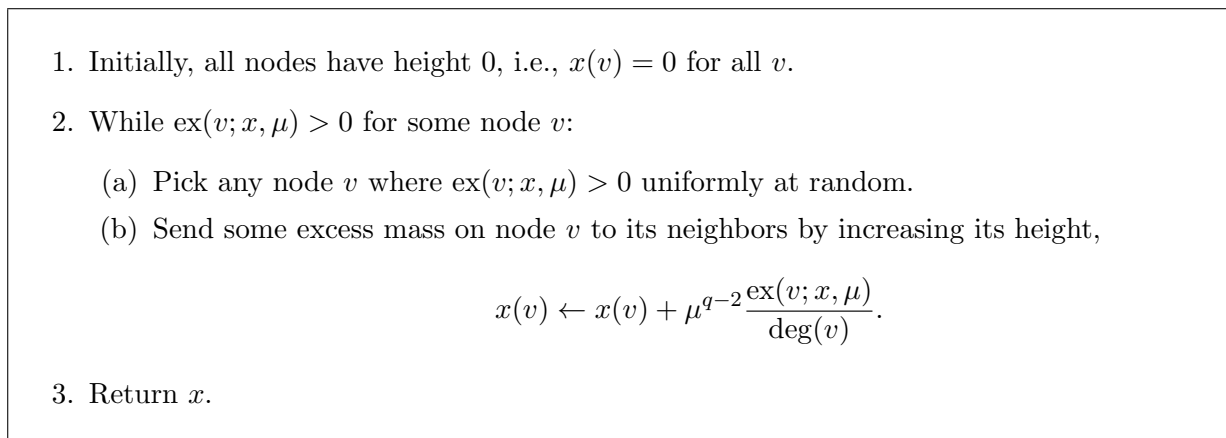 1. Initially, all nodes have height 0, i.e., x(v) = 0 for all v.
2. While ex(v; x, μ) > 0 for some node v:
(a) Pick any node v where ex(v; x, μ) > 0 uniformly at random.
(b) Send some excess mass on node v to its neighbors by increasing its height,
x(v) ← x(v) + μ^{q−2} \frac{ex(v; x, μ)}{deg(v)}.
3. Return x.